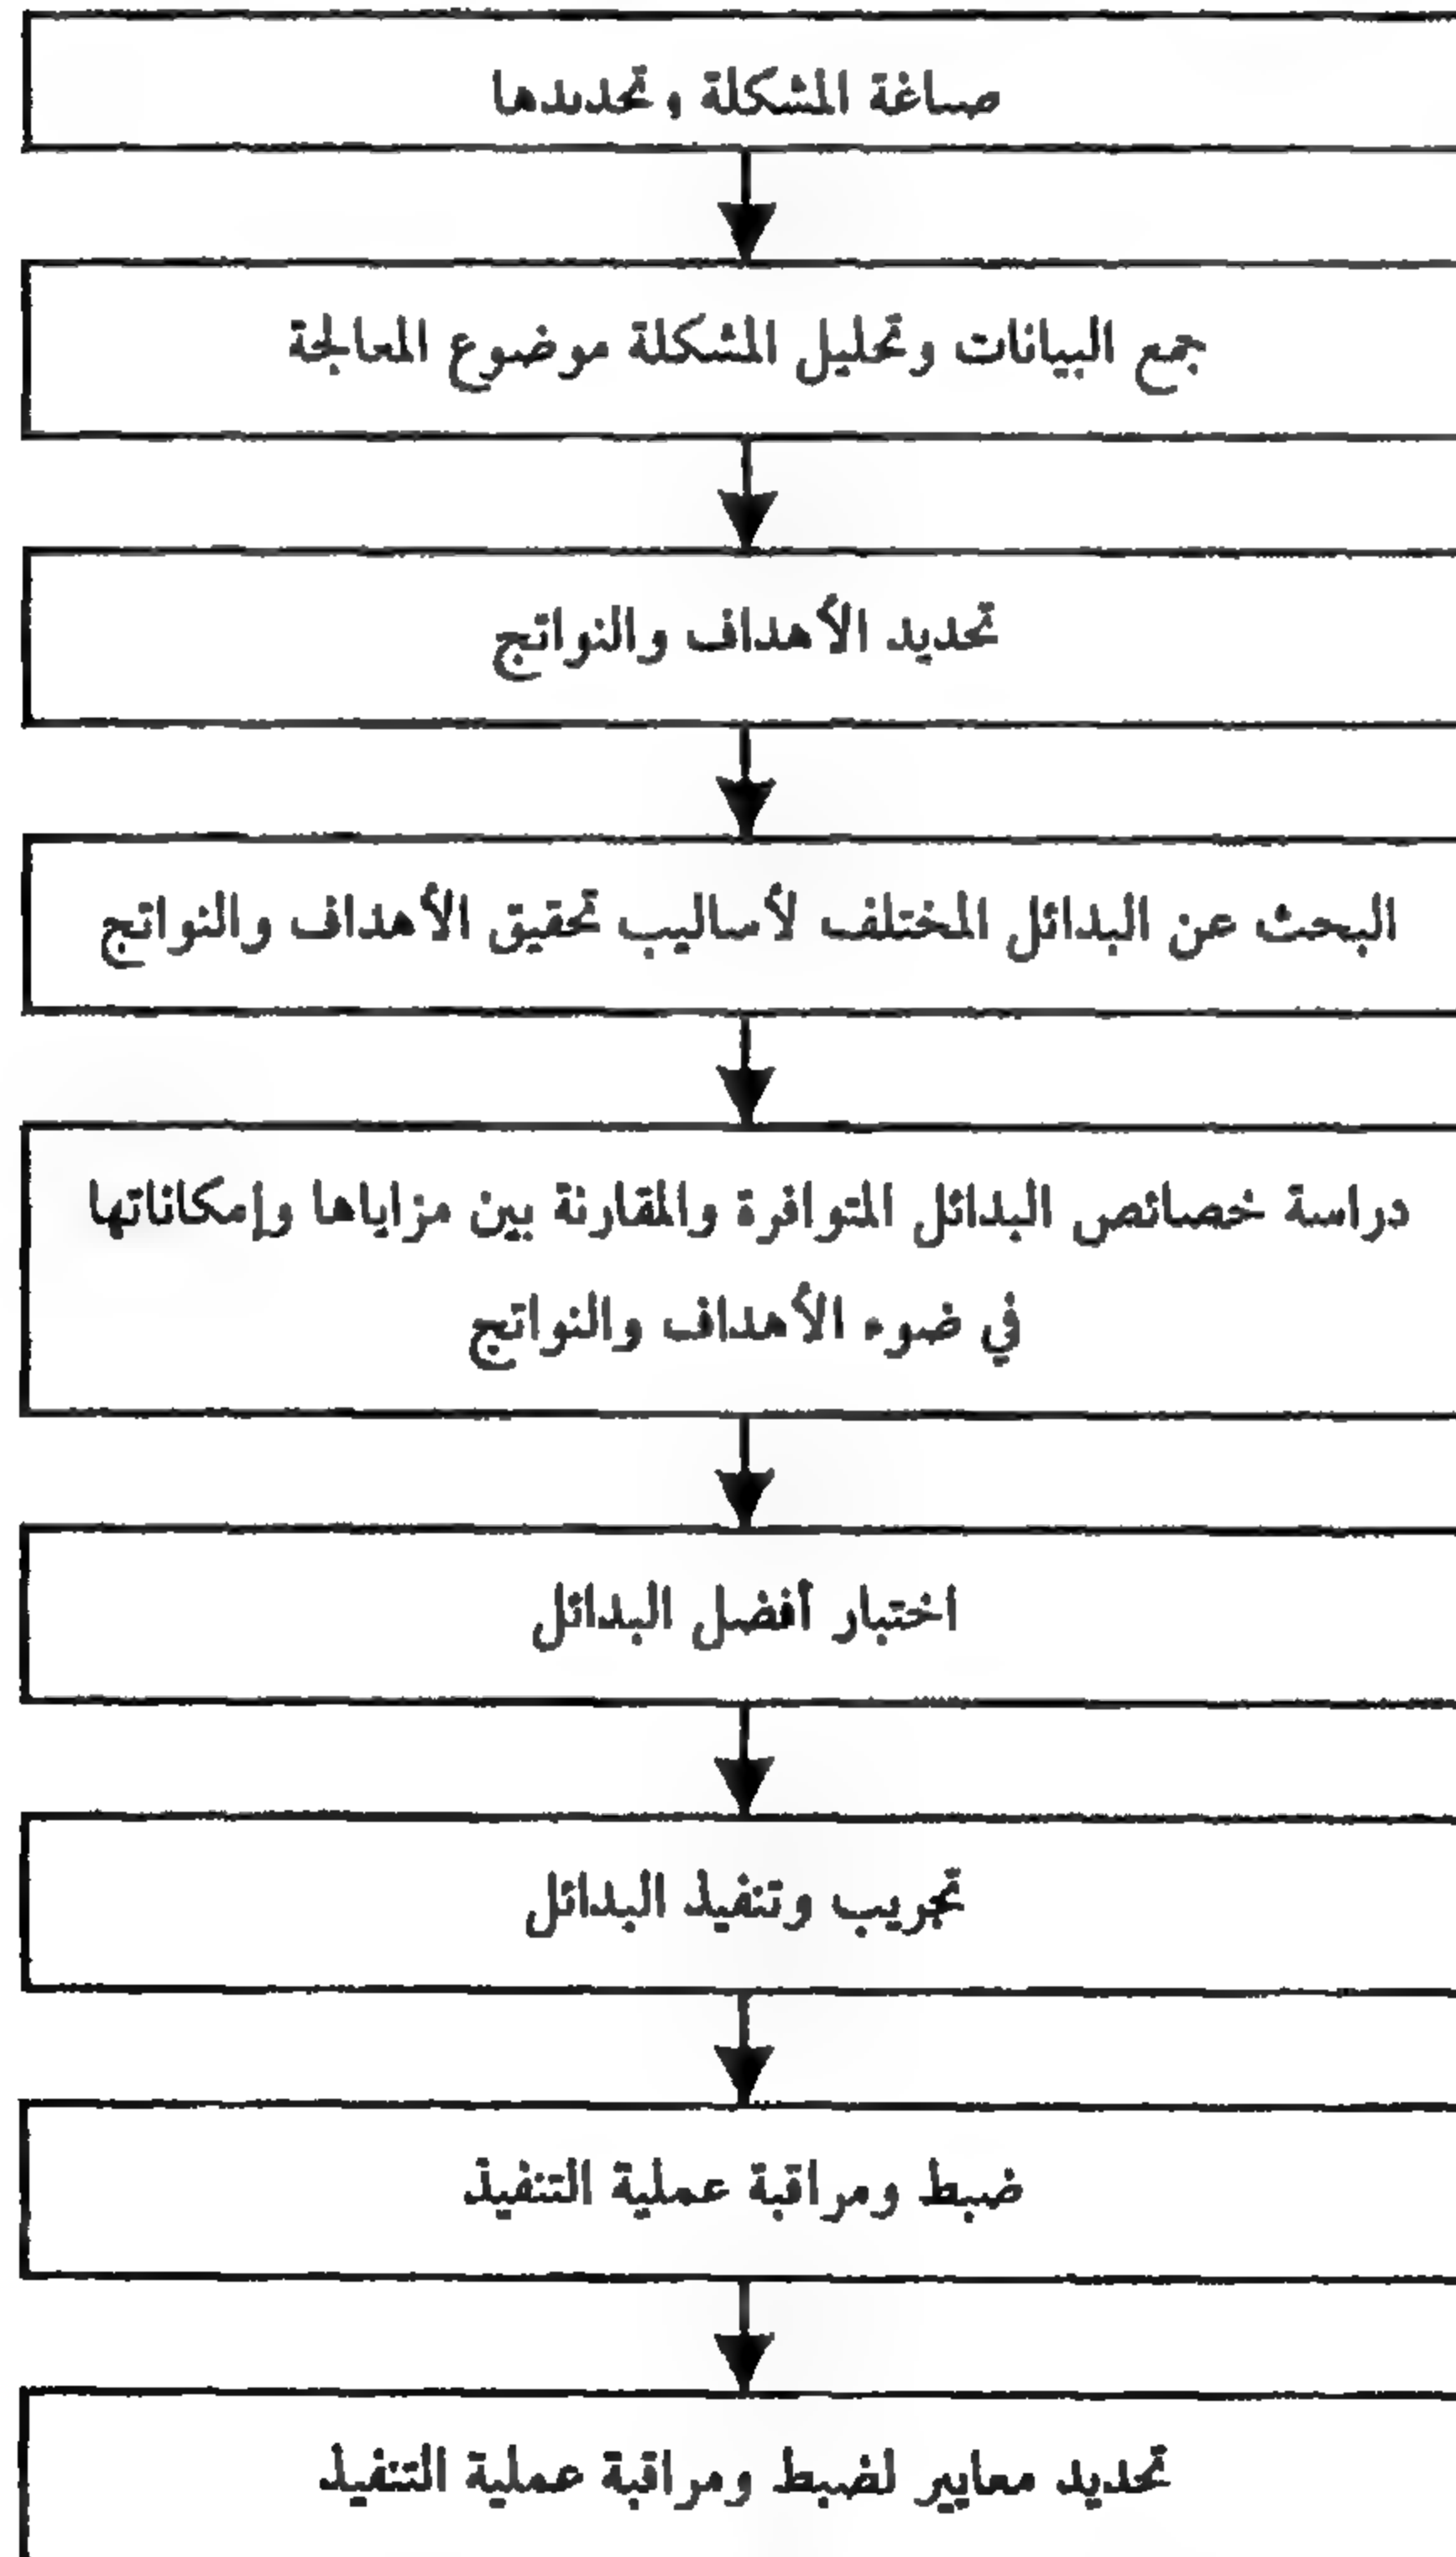 صياغة المشكلة وتحديدها
جمع البيانات وتحليل المشكلة موضوع المعالجة
تحديد الأهداف والنواتج
البحث عن البدائل المختلف لأساليب تحقيق الأهداف والنواتج
دراسة خصائص البدائل المتوافرة والمقارنة بين مزاياها وإمكاناتها
في ضوء الأهداف والنواتج
اختبار أفضل البدائل
تجريب وتنفيذ البدائل
ضبط ومراقبة عملية التنفيذ
تحديد معايير لضبط ومراقبة عملية التنفيذ